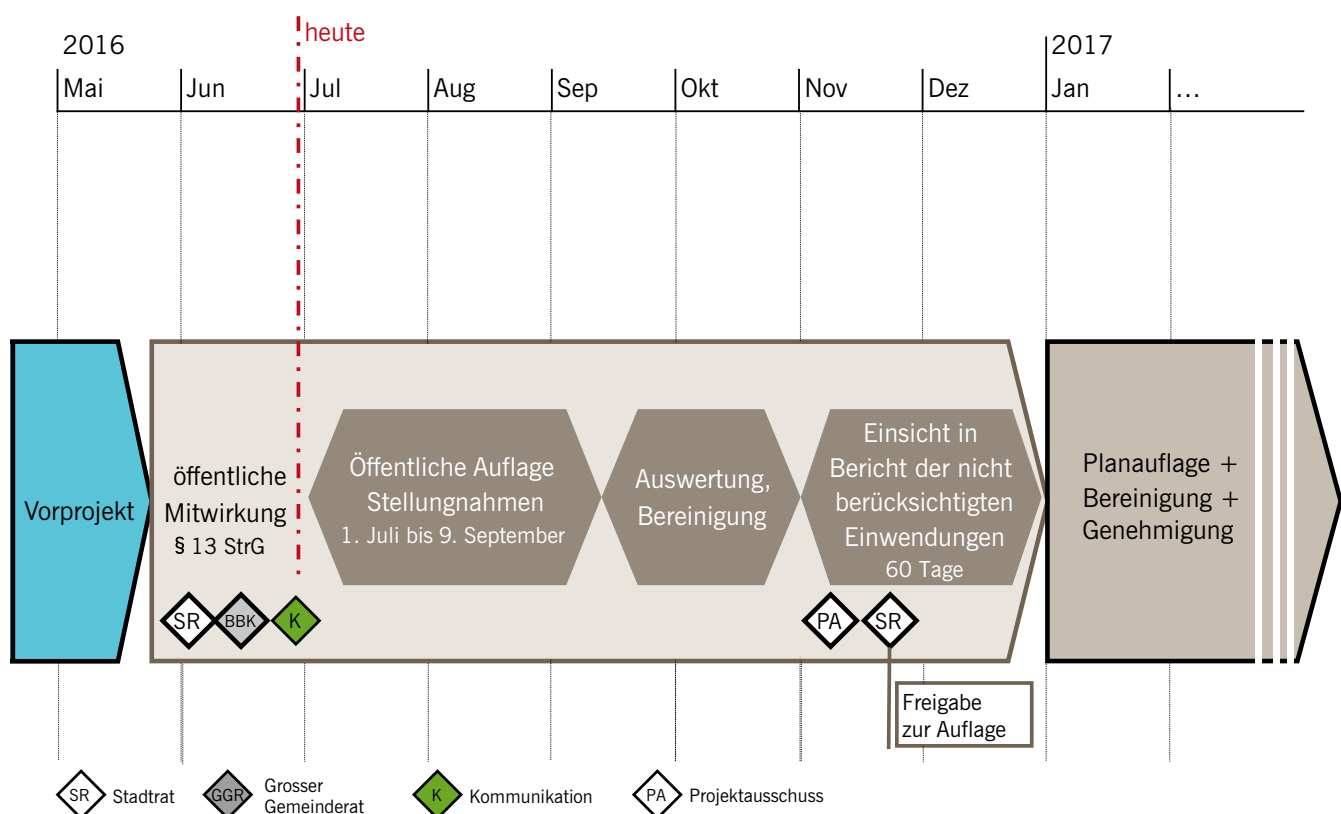 heute
2016
2017
Mai
Jun
Jul
Aug
Sep
Okt
Nov
Dez
Jan
...
Vorprojekt
öffentliche
Mitwirkung
§ 13 StrG
Öffentliche Auflage
Stellungnahmen
1. Juli bis 9. September
Auswertung,
Bereinigung
Einsicht in
Bericht der nicht
berücksichtigten
Einwendungen
60 Tage
Planauflage +
Bereinigung +
Genehmigung
SR
BBK
K
PA
SR
Freigabe
zur Auflage
SR Stadtrat
GGR Grosser
Gemeinderat
K Kommunikation
PA Projektausschuss